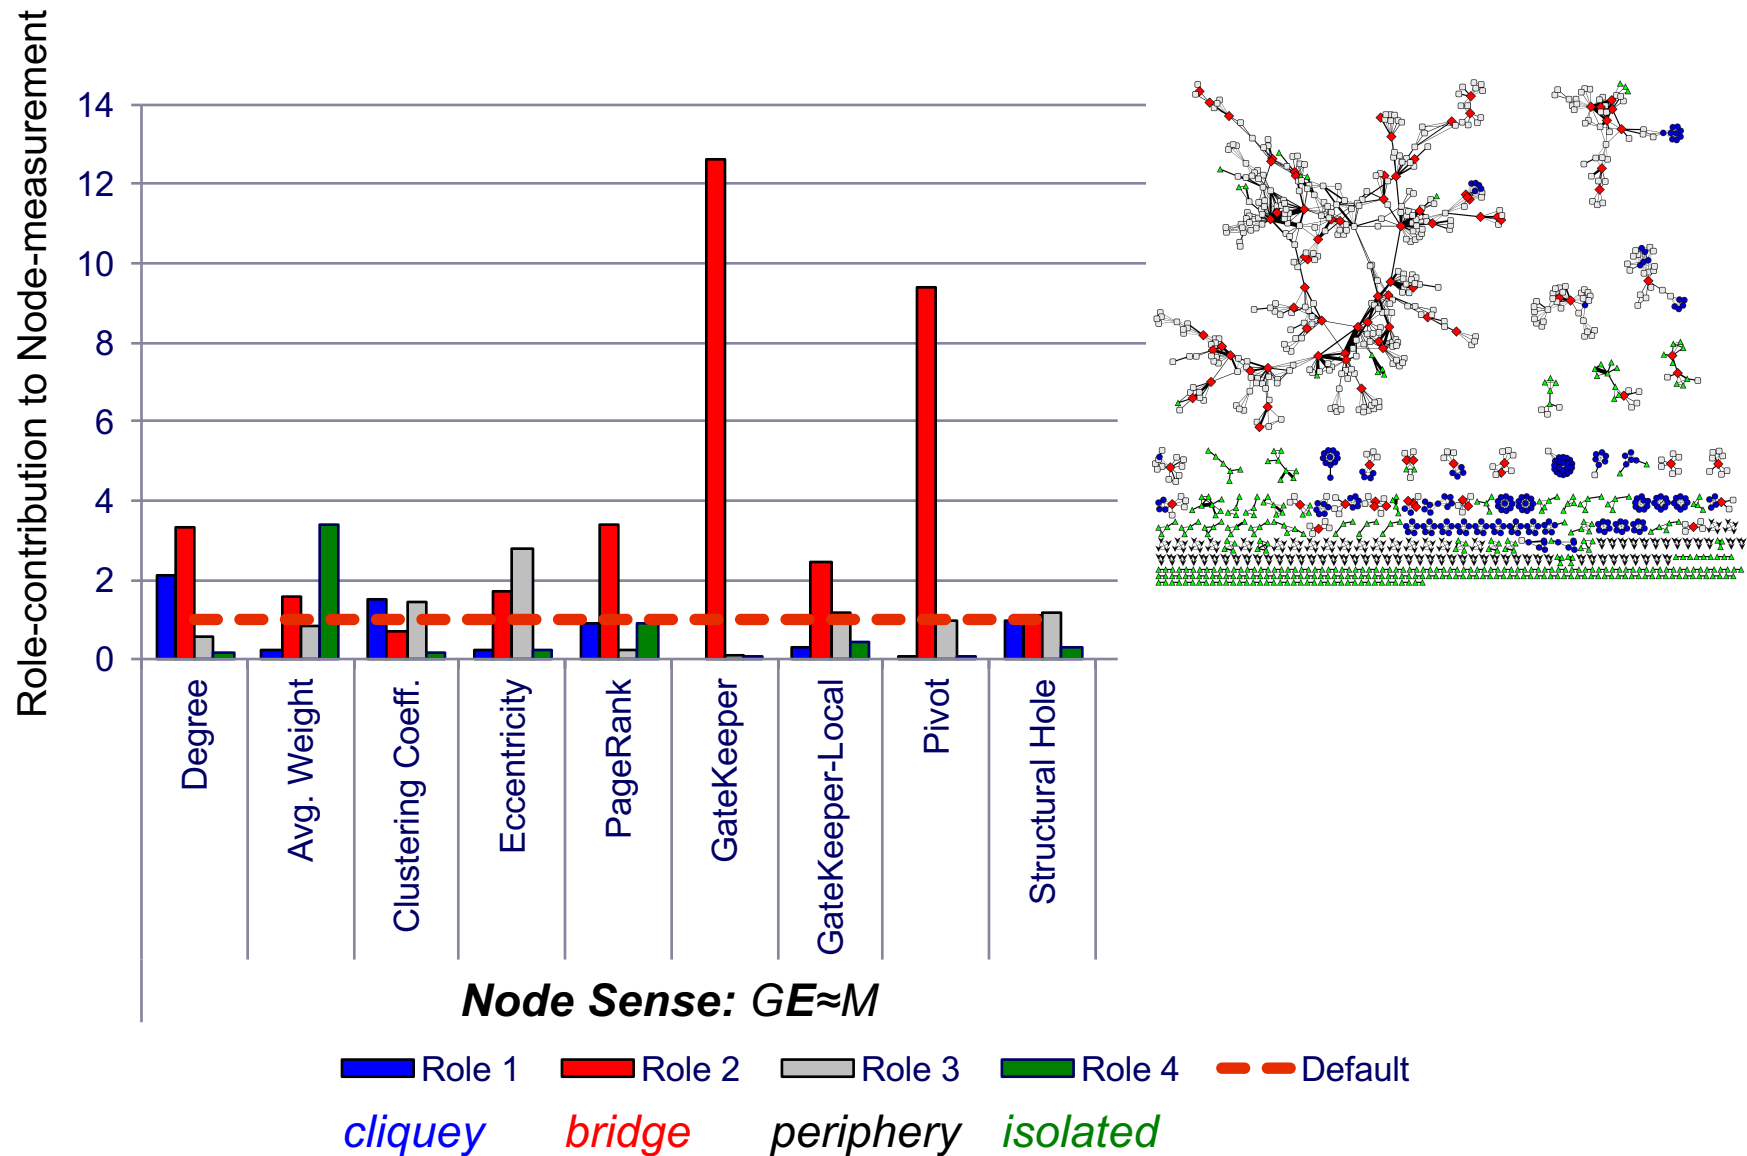 Role-contribution to Node-measurement
14
12
10
8
6
4
2
0
Degree
Avg. Weight
Clustering Coeff.
Eccentricity
PageRank
GateKeeper
GateKeeper-Local
Pivot
Structural Hole
Node Sense: GE≈M
Role 1
Role 2
Role 3
Role 4
Default
cliquey
bridge
periphery
isolated